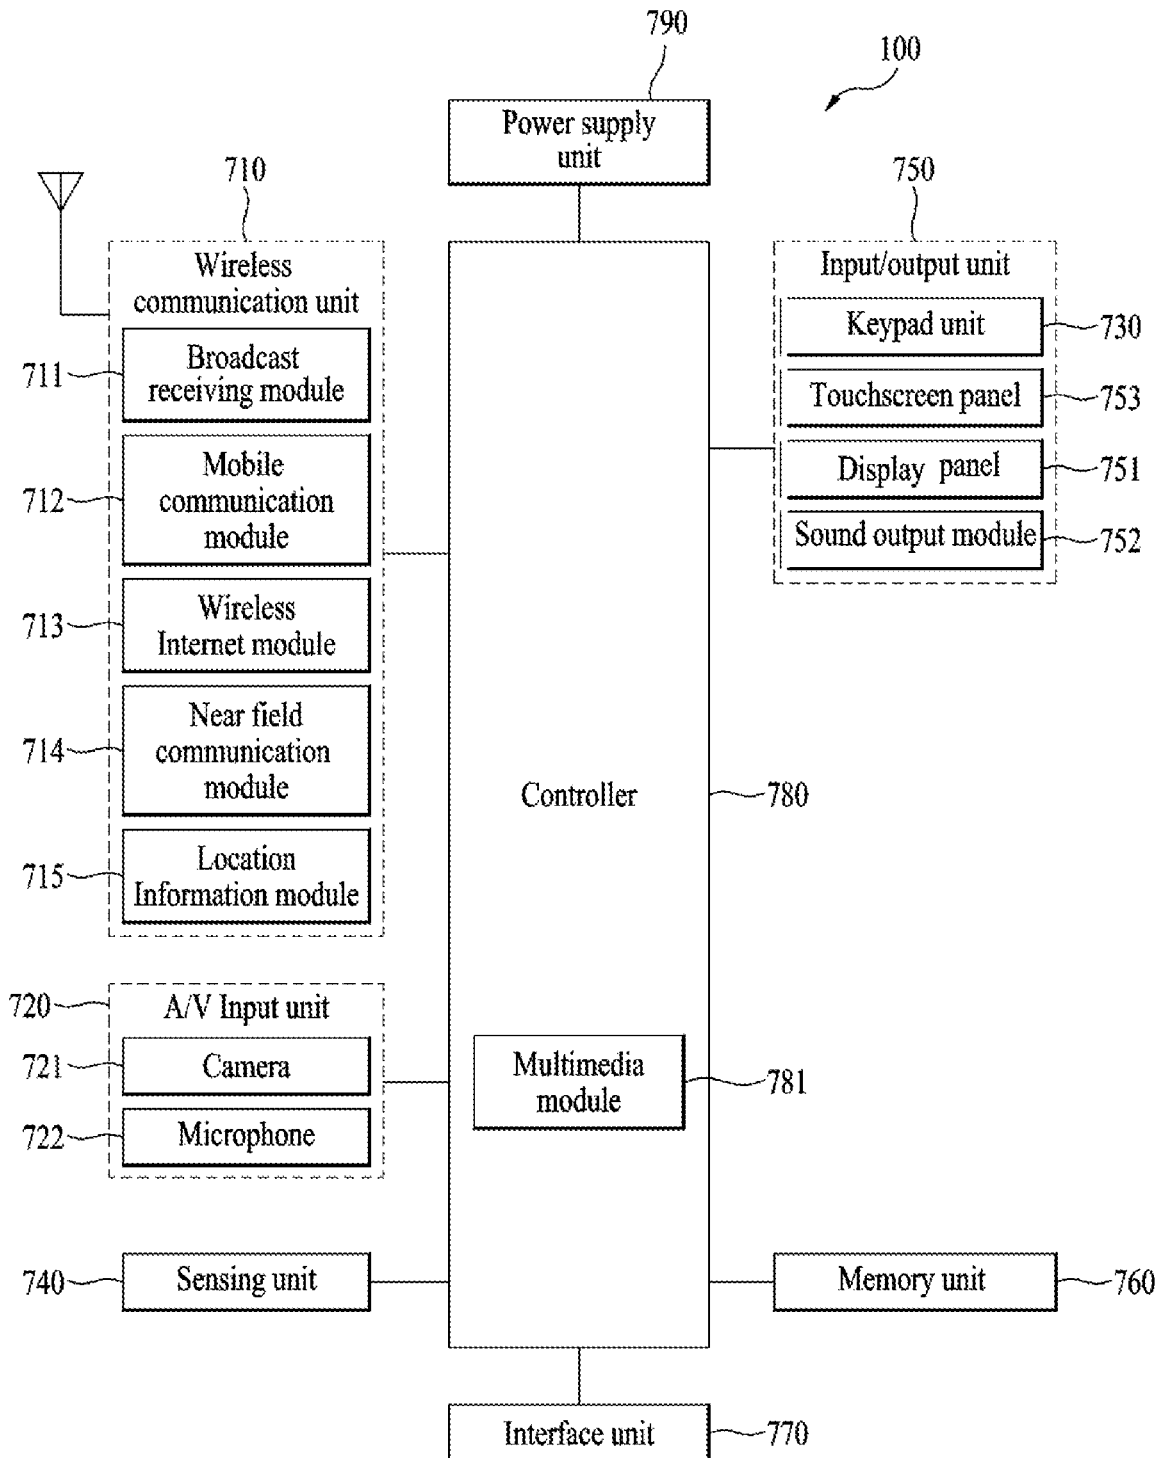 790
100
Power supply
unit
710
750
Wireless
communication unit
Input/output unit
Keypad unit
730
711
Broadcast
receiving module
Touchscreen panel
753
712
Mobile
communication
module
Display panel
751
Sound output module
752
713
Wireless
Internet module
714
Near field
communication
module
Controller
780
715
Location
Information module
720
A/V Input unit
721
Camera
Multimedia
module
781
722
Microphone
740
Sensing unit
Memory unit
760
Interface unit
770